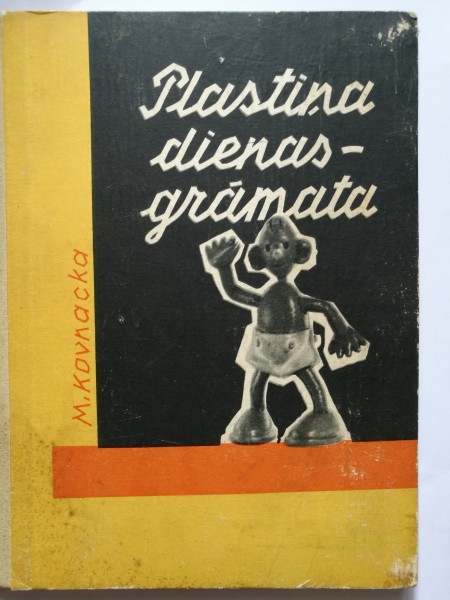 Plastiņa
dienas-
grāmata
M. Kovnacka